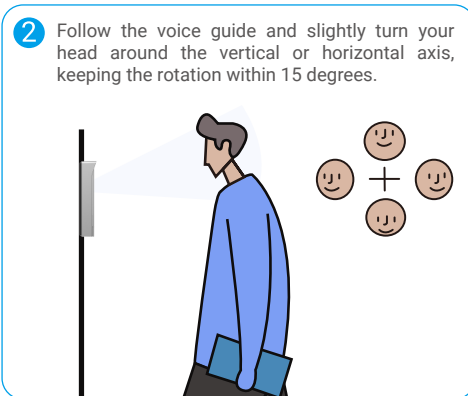 2 Follow the voice guide and slightly turn your
head around the vertical or horizontal axis,
keeping the rotation within 15 degrees.